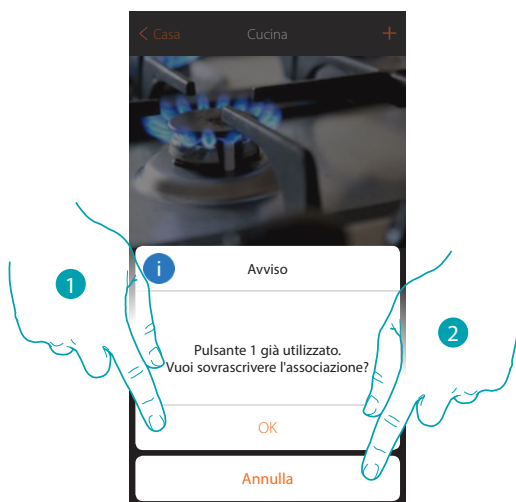 < Casa Cucina +
i Avviso
1
Pulsante 1 già utilizzato.
Vuoi sovrascrivere l'associazione?
2
OK
Annulla